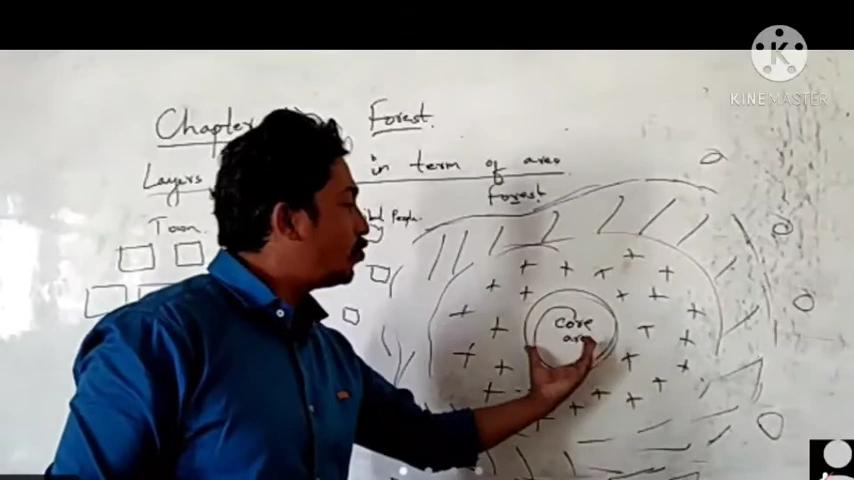 KINEMASTER
Chapter Forest.
Layers in term of area
forest
Town People.
core
area